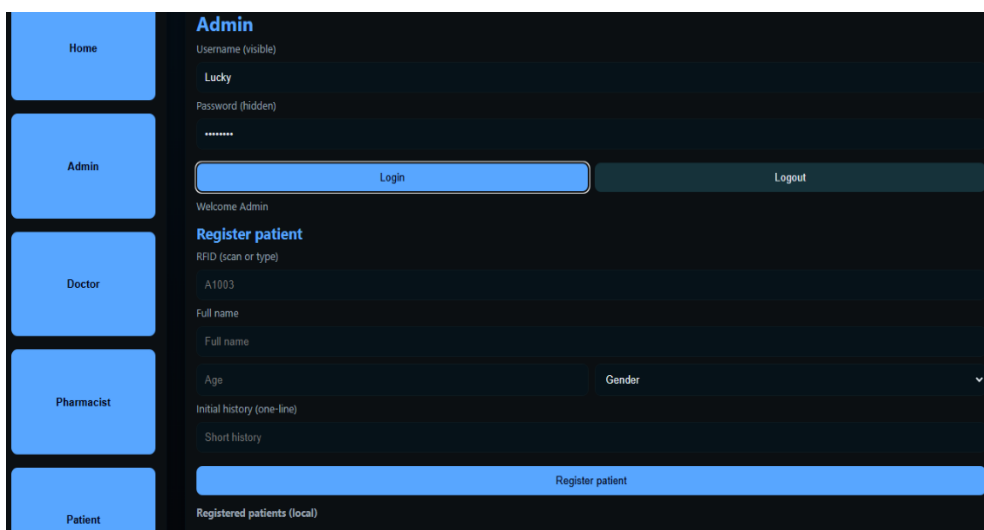 Home
Admin
Doctor
Pharmacist
Patient
Admin
Username (visible)
Lucky
Password (hidden)
••••••••
Login Logout
Welcome Admin
Register patient
RFID (scan or type)
A1003
Full name
Full name
Age Gender
Initial history (one-line)
Short history
Register patient
Registered patients (local)